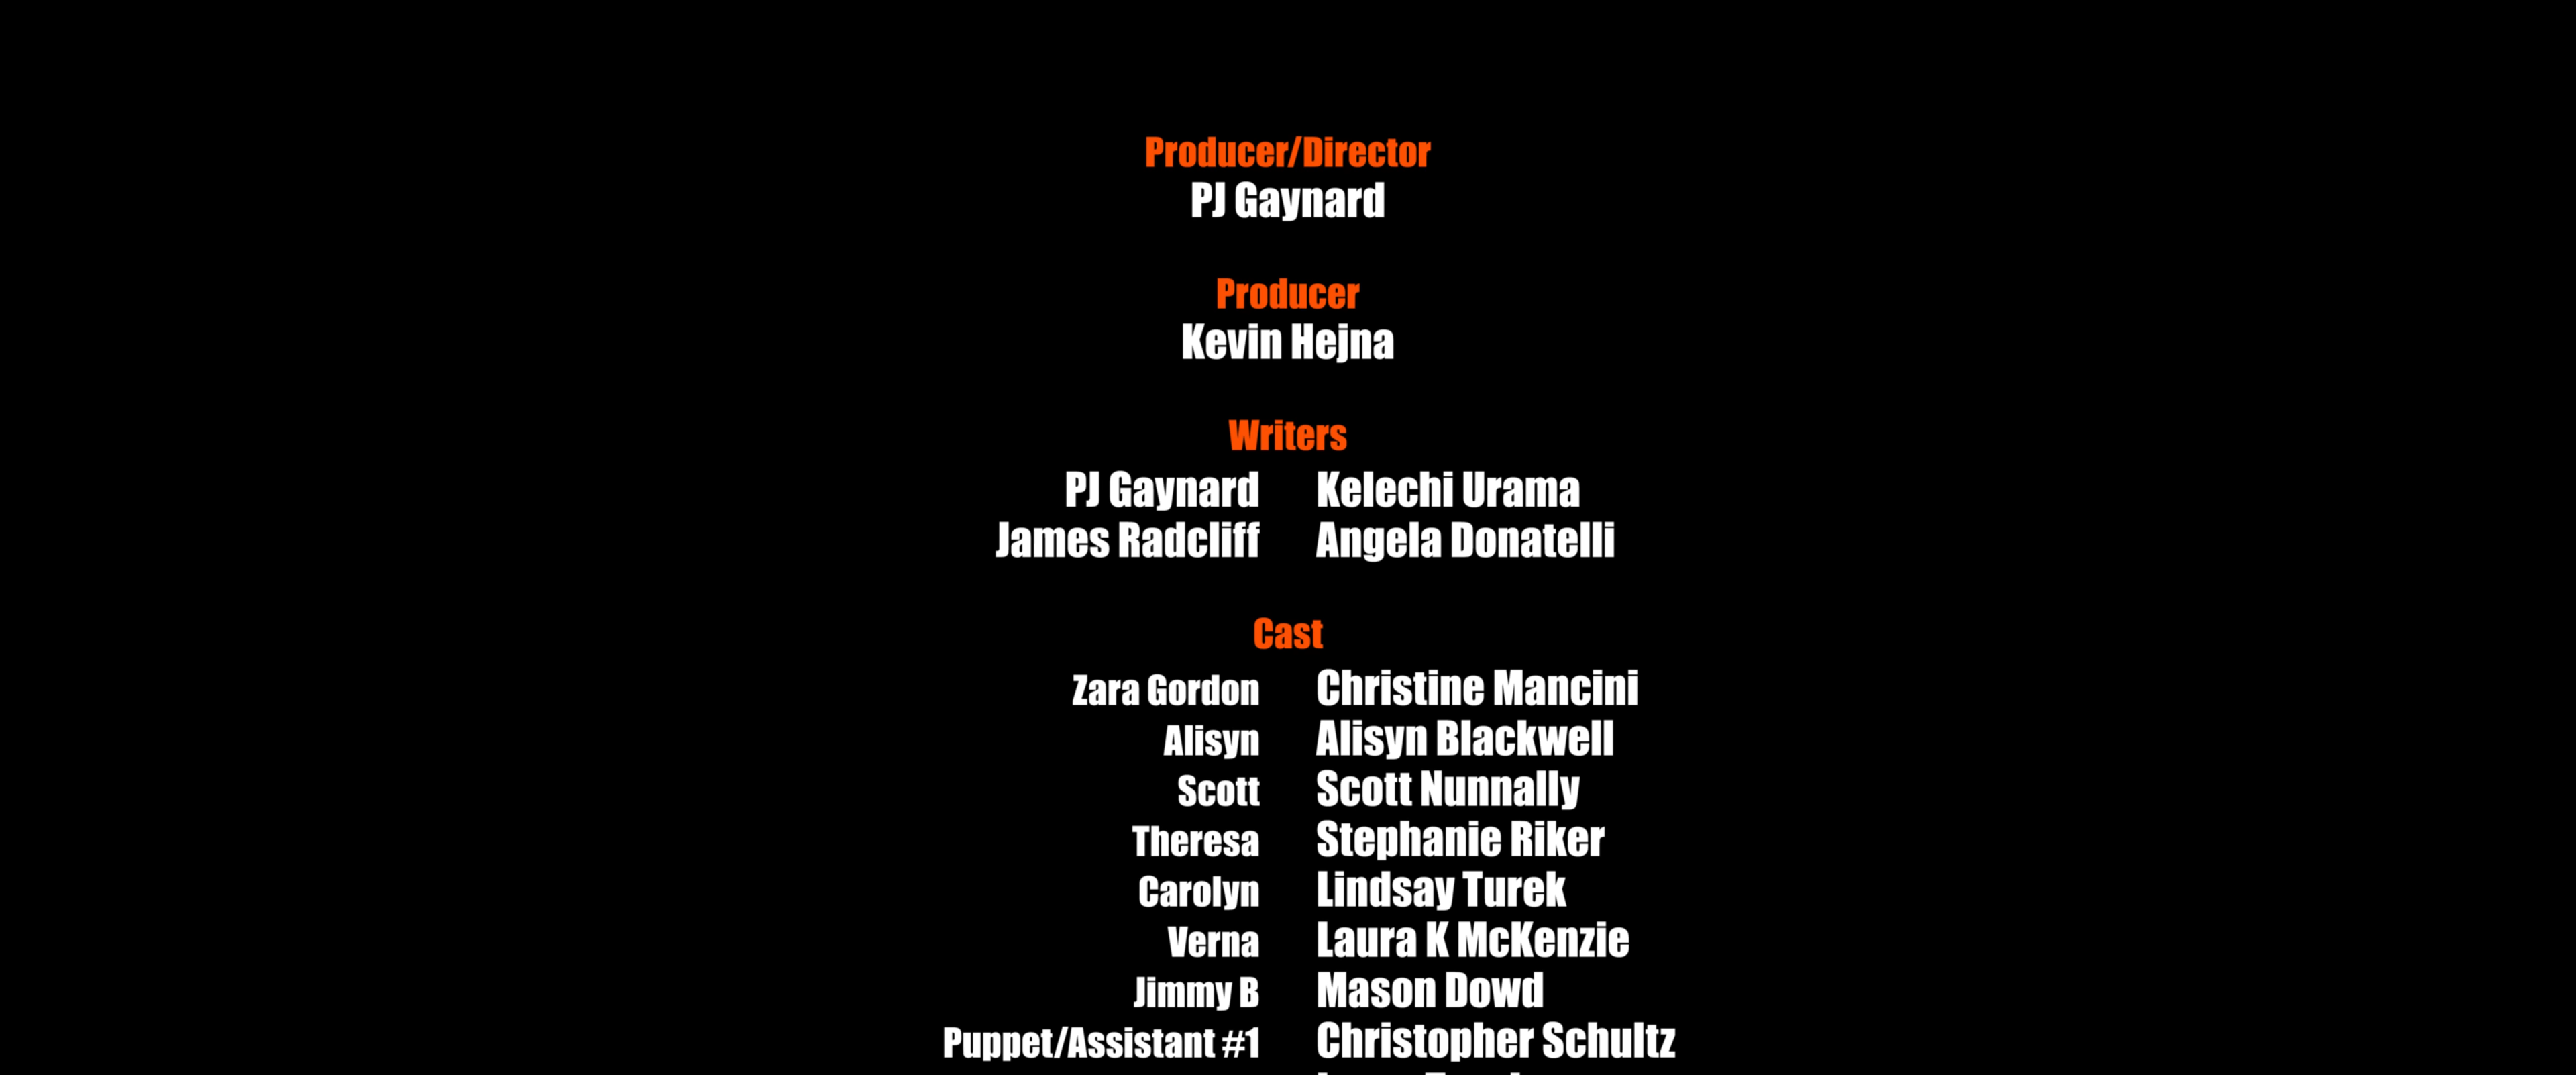 Producer/Director
PJ Gaynard
Producer
Kevin Hejna
Writers
PJ Gaynard Kelechi Urama
James Radcliff Angela Donatelli
Cast
Zara Gordon Christine Mancini
Alisyn Alisyn Blackwell
Scott Scott Nunnally
Theresa Stephanie Riker
Carolyn Lindsay Turek
Verna Laura K McKenzie
Jimmy B Mason Dowd
Puppet/Assistant #1 Christopher Schultz